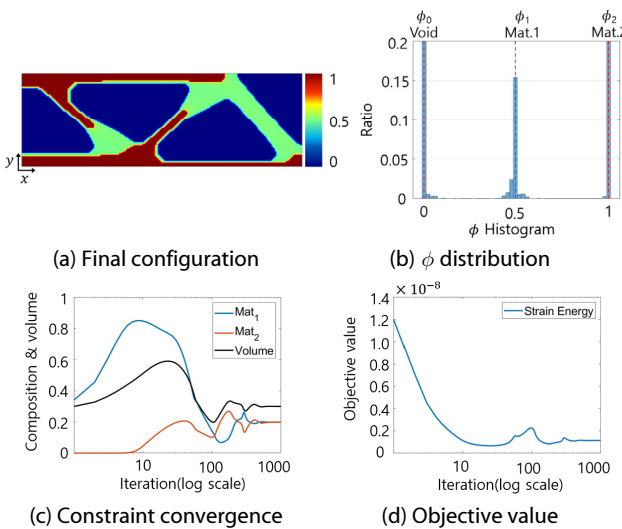 ϕ0 ϕ1 ϕ2
Void Mat.1 Mat.2
1
0.5
0
y
x
0.2
0.15
0.1
0.05
0
Ratio
0 0.5 1
ϕ Histogram
(a) Final configuration
(b) ϕ distribution
1
0.8
0.6
0.4
0.2
0
Composition & volume
Mat1
Mat2
Volume
10 100 1000
Iteration(log scale)
× 10^-8
1.4
1.2
1
0.8
0.6
0.4
0.2
0
Objective value
Strain Energy
10 100 1000
Iteration(log scale)
(c) Constraint convergence
(d) Objective value